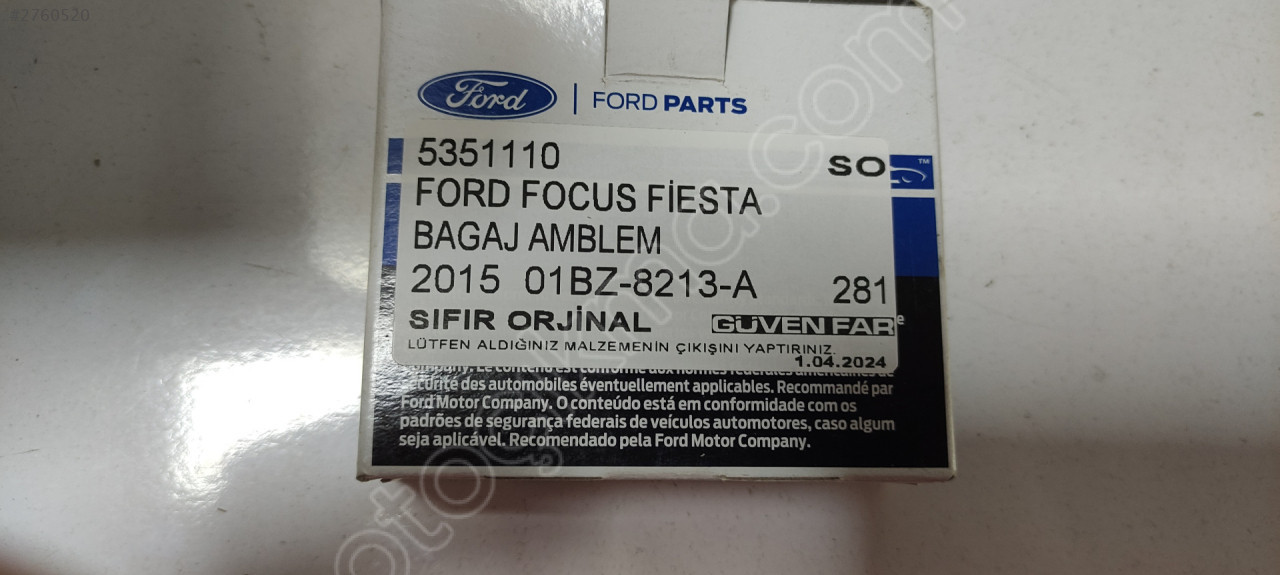 #2760520
Ford | FORD PARTS
5351110 SO
FORD FOCUS FİESTA
BAGAJ AMBLEM
2015 01BZ-8213-A 281
SIFIR ORJİNAL GÜVEN FAR
LÜTFEN ALDIĞINIZ MALZEMENİN ÇIKIŞINI YAPTIRINIZ.
1.04.2024
sécurité des automobiles éventuellement applicables. Recommandé par
Ford Motor Company. O conteúdo está em conformidade com os
padrões de segurança federais de veículos automotores, caso algum
seja aplicável. Recomendado pela Ford Motor Company.
otocikma.com